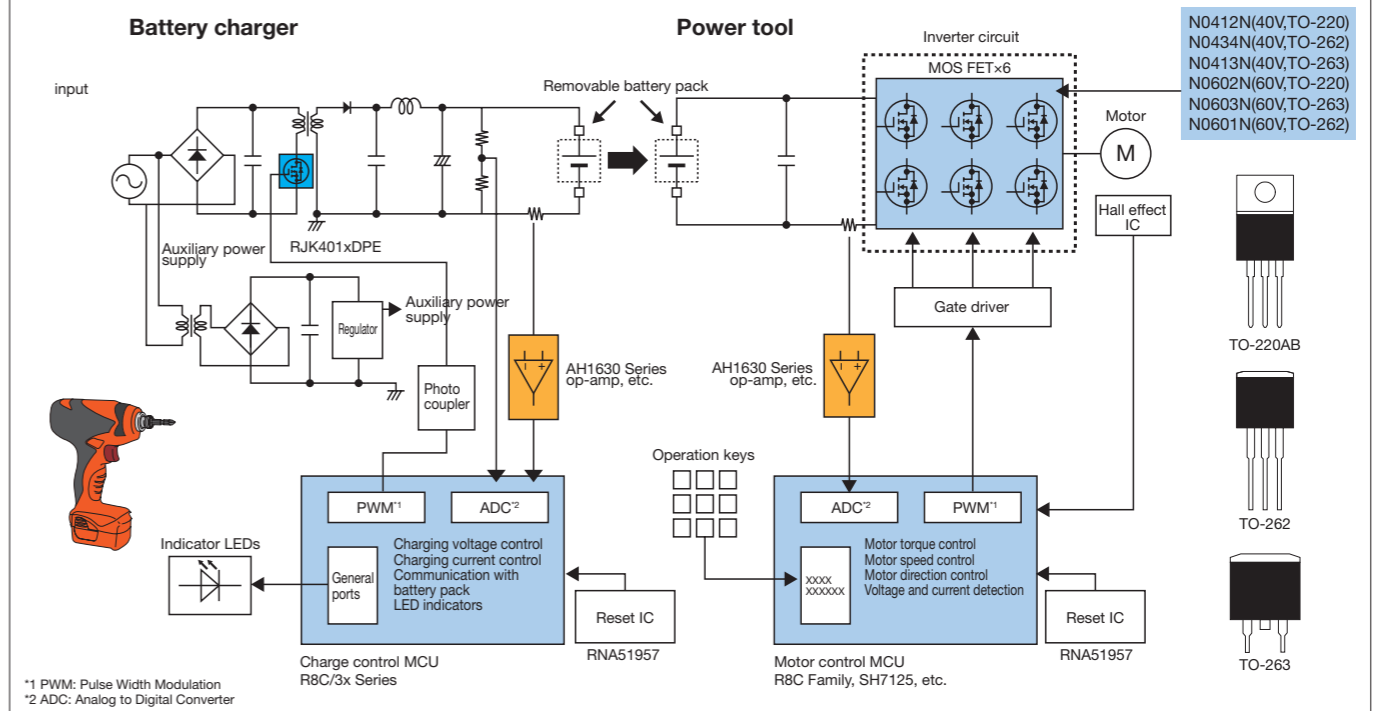 Battery charger
Power tool
N0412N(40V,TO-220)
N0434N(40V,TO-262)
N0413N(40V,TO-263)
N0602N(60V,TO-220)
N0603N(60V,TO-263)
N0601N(60V,TO-262)
Inverter circuit
MOS FET×6
input
Removable battery pack
Motor
M
Hall effect
IC
RJK401xDPE
Auxiliary power
supply
Auxiliary power
supply
Regulator
Photo
coupler
AH1630 Series
op-amp, etc.
AH1630 Series
op-amp, etc.
Gate driver
TO-220AB
Operation keys
PWM*1
ADC*2
ADC*2
PWM*1
TO-262
Indicator LEDs
General
ports
Charging voltage control
Charging current control
Communication with
battery pack
LED indicators
Reset IC
RNA51957
XXXX
XXXXXX
Motor torque control
Motor speed control
Motor direction control
Voltage and current detection
Reset IC
RNA51957
TO-263
Charge control MCU
R8C/3x Series
Motor control MCU
R8C Family, SH7125, etc.
*1 PWM: Pulse Width Modulation
*2 ADC: Analog to Digital Converter